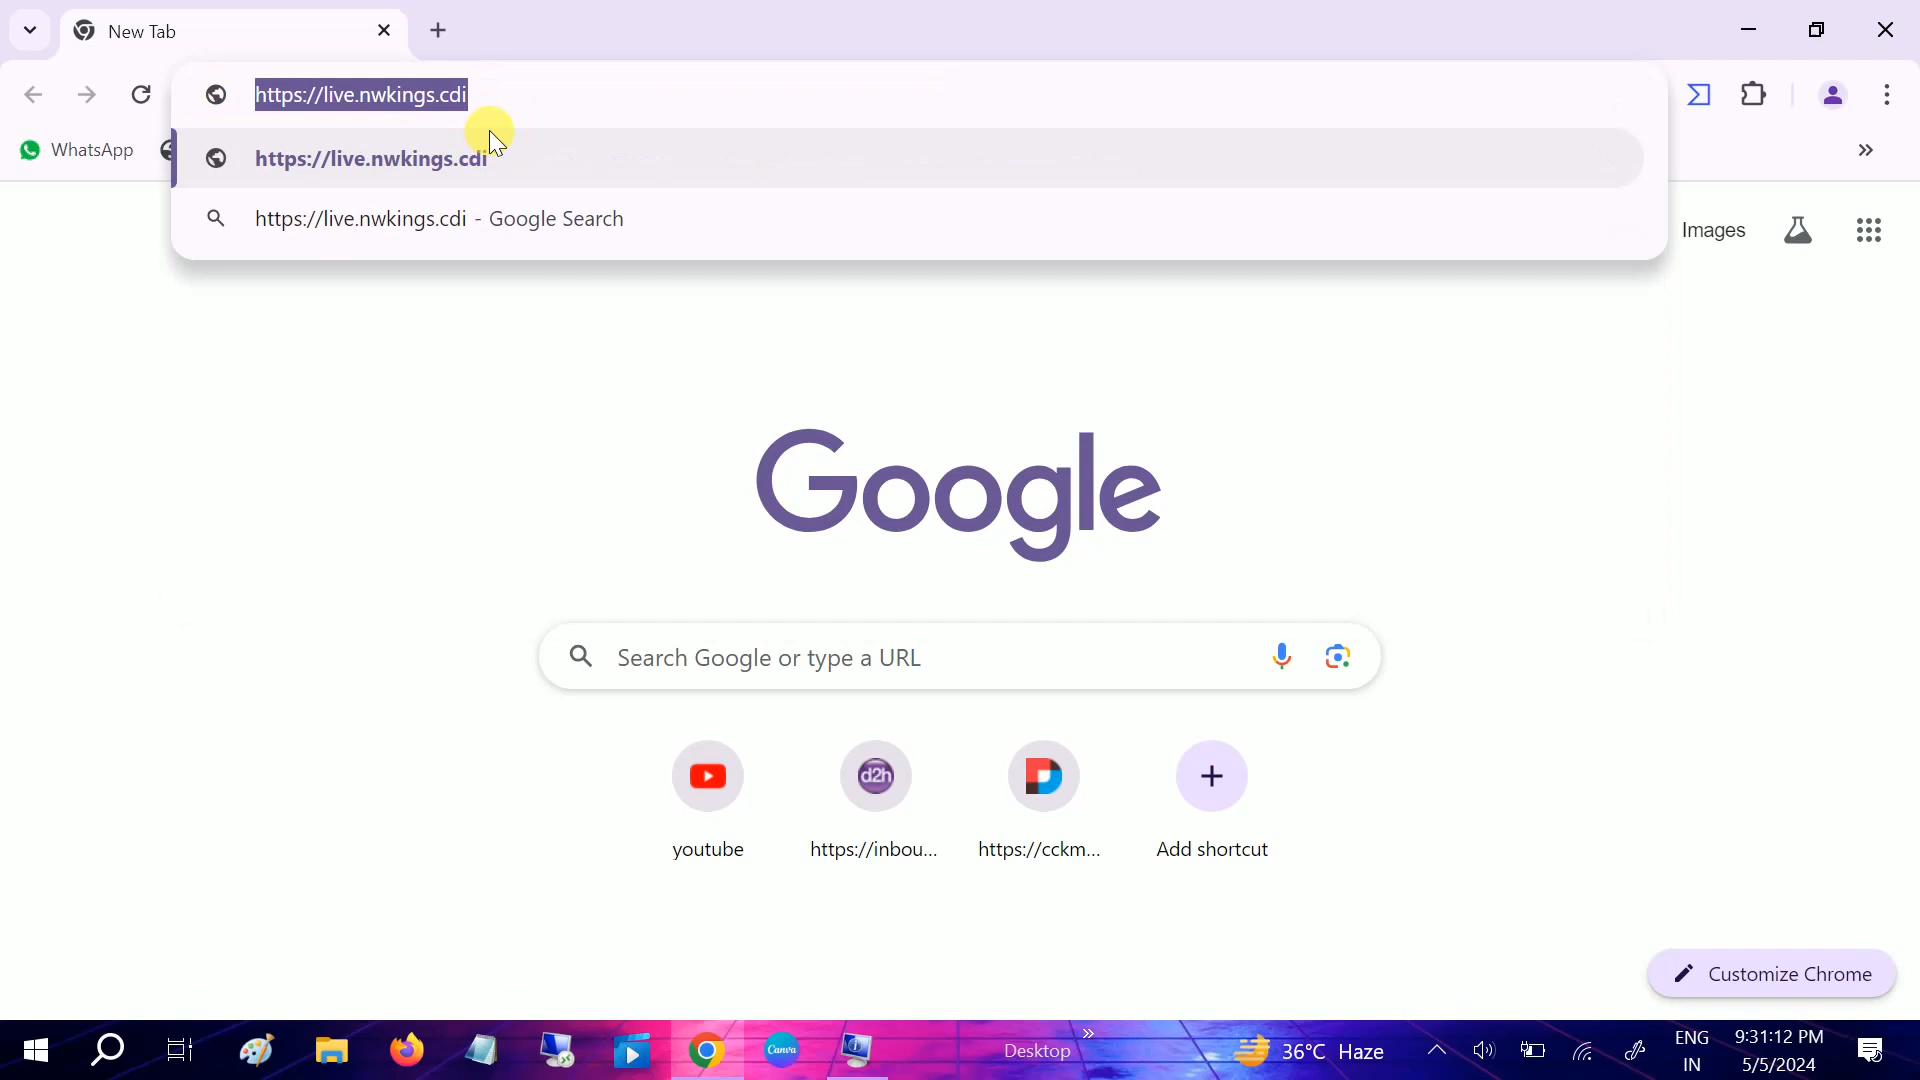 New Tab
https://live.nwkings.cdi
WhatsApp
https://live.nwkings.cdi
https://live.nwkings.cdi - Google Search
Images
Google
Search Google or type a URL
d2h
youtube
https://inbou...
https://cckm...
Add shortcut
Customize Chrome
Canva
Desktop
36°C Haze
ENG
IN
9:31:12 PM
5/5/2024